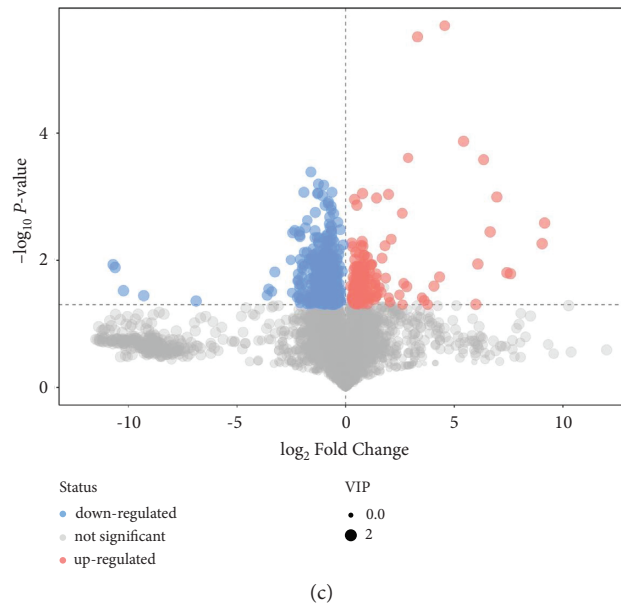 4
2
0
−log10 P-value
-10
-5
0
5
10
log2 Fold Change
Status
down-regulated
not significant
up-regulated
VIP
0.0
2
(c)